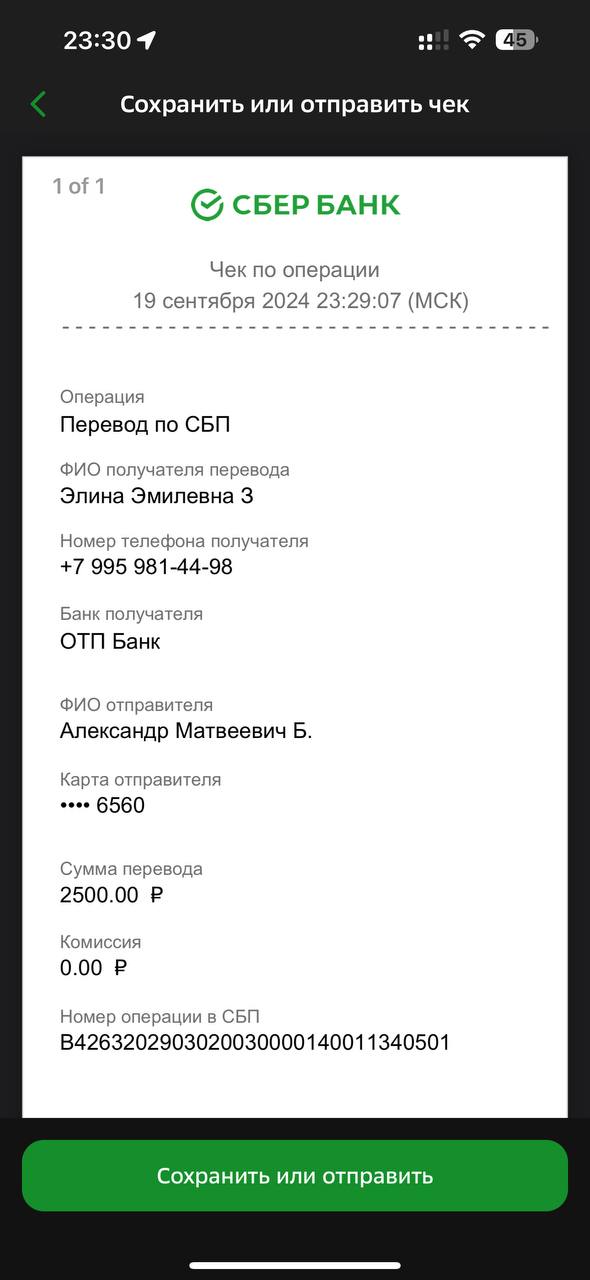 23:30
45
Сохранить или отправить чек
1 of 1
СБЕР БАНК
Чек по операции
19 сентября 2024 23:29:07 (МСК)
Операция
Перевод по СБП
ФИО получателя перевода
Элина Эмилевна З
Номер телефона получателя
+7 995 981-44-98
Банк получателя
ОТП Банк
ФИО отправителя
Александр Матвеевич Б.
Карта отправителя
•••• 6560
Сумма перевода
2500.00 ₽
Комиссия
0.00 ₽
Номер операции в СБП
B4263202903020030000140011340501
Сохранить или отправить